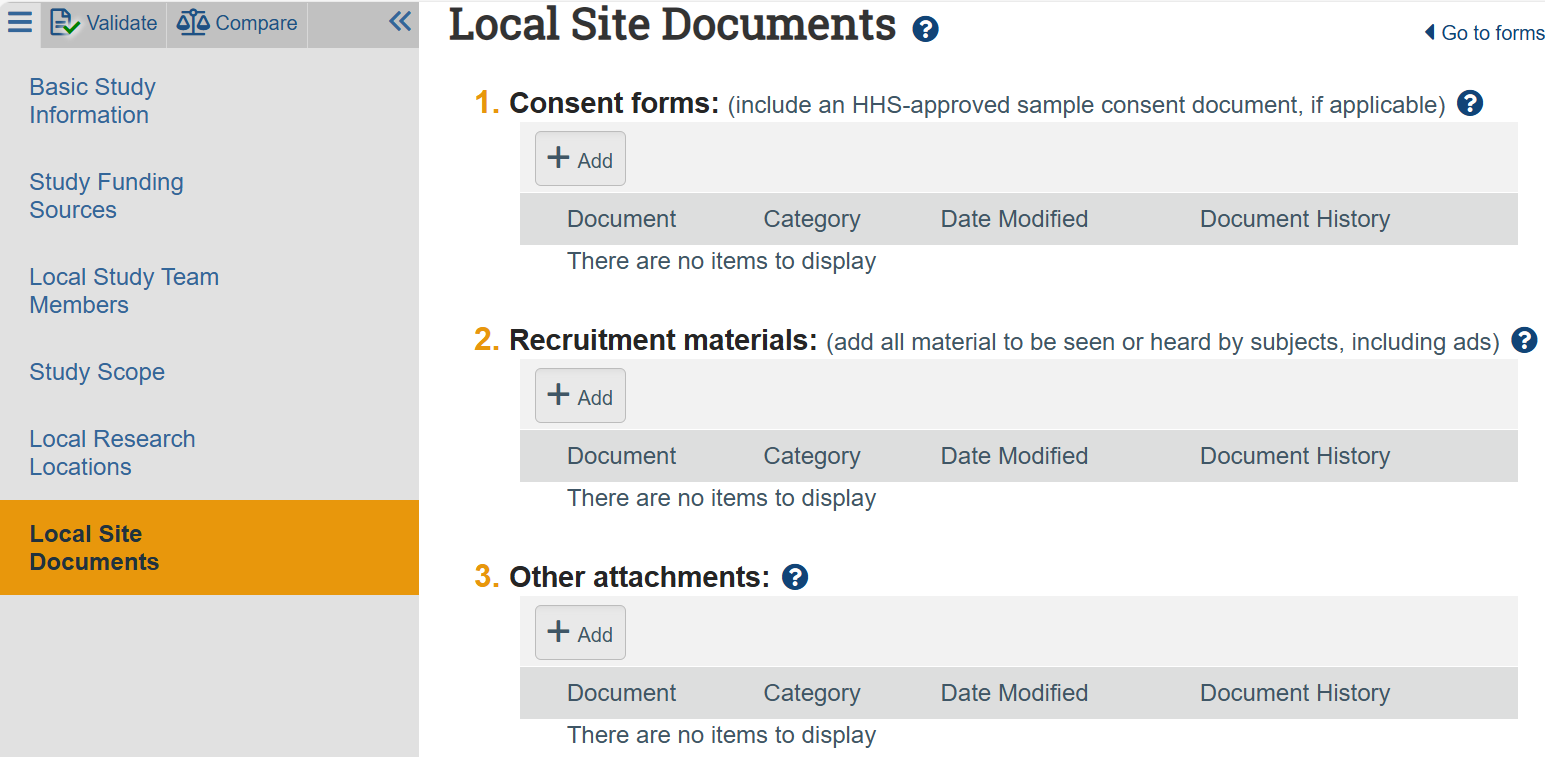 Validate Compare
Basic Study
Information
Study Funding
Sources
Local Study Team
Members
Study Scope
Local Research
Locations
Local Site
Documents
Local Site Documents ?
Go to forms
1. Consent forms: (include an HHS-approved sample consent document, if applicable) ?
+ Add
Document Category Date Modified Document History
There are no items to display
2. Recruitment materials: (add all material to be seen or heard by subjects, including ads) ?
+ Add
Document Category Date Modified Document History
There are no items to display
3. Other attachments: ?
+ Add
Document Category Date Modified Document History
There are no items to display